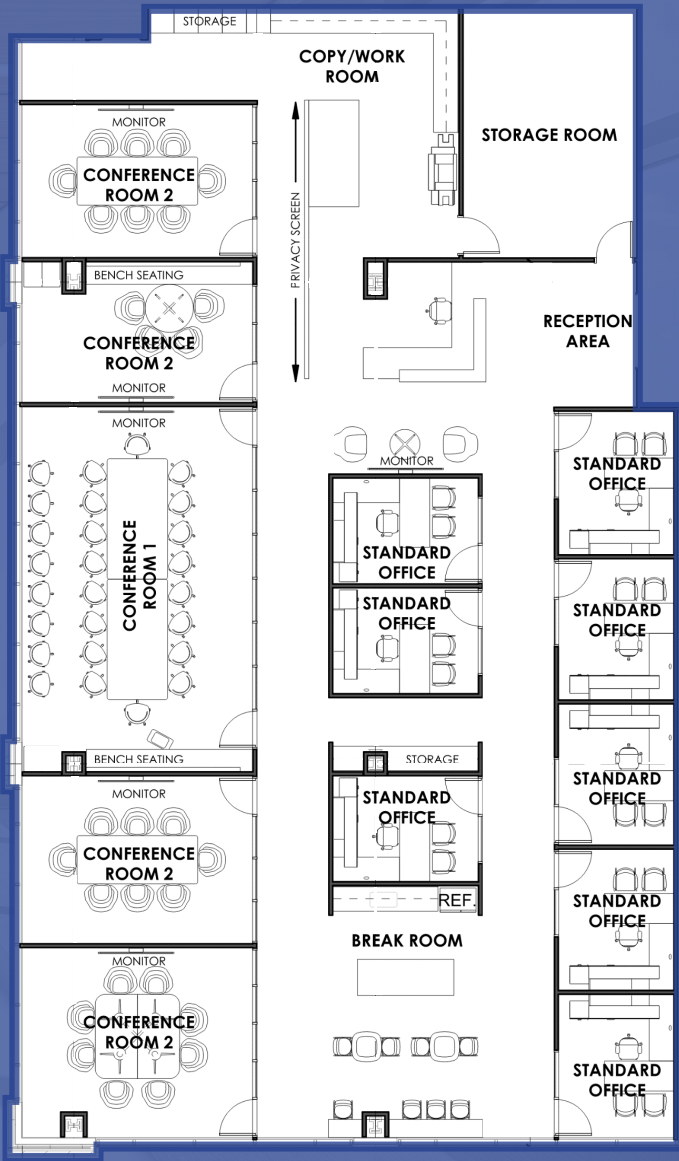 STORAGE
COPY/WORK
ROOM
MONITOR
STORAGE ROOM
CONFERENCE
ROOM 2
PRIVACY SCREEN
BENCH SEATING
RECEPTION
AREA
CONFERENCE
ROOM 2
MONITOR
MONITOR
MONITOR
STANDARD
OFFICE
CONFERENCE
ROOM 1
STANDARD
OFFICE
STANDARD
OFFICE
STANDARD
OFFICE
BENCH SEATING
STORAGE
STANDARD
OFFICE
MONITOR
STANDARD
OFFICE
CONFERENCE
ROOM 2
REF.
STANDARD
OFFICE
BREAK ROOM
MONITOR
CONFERENCE
ROOM 2
STANDARD
OFFICE